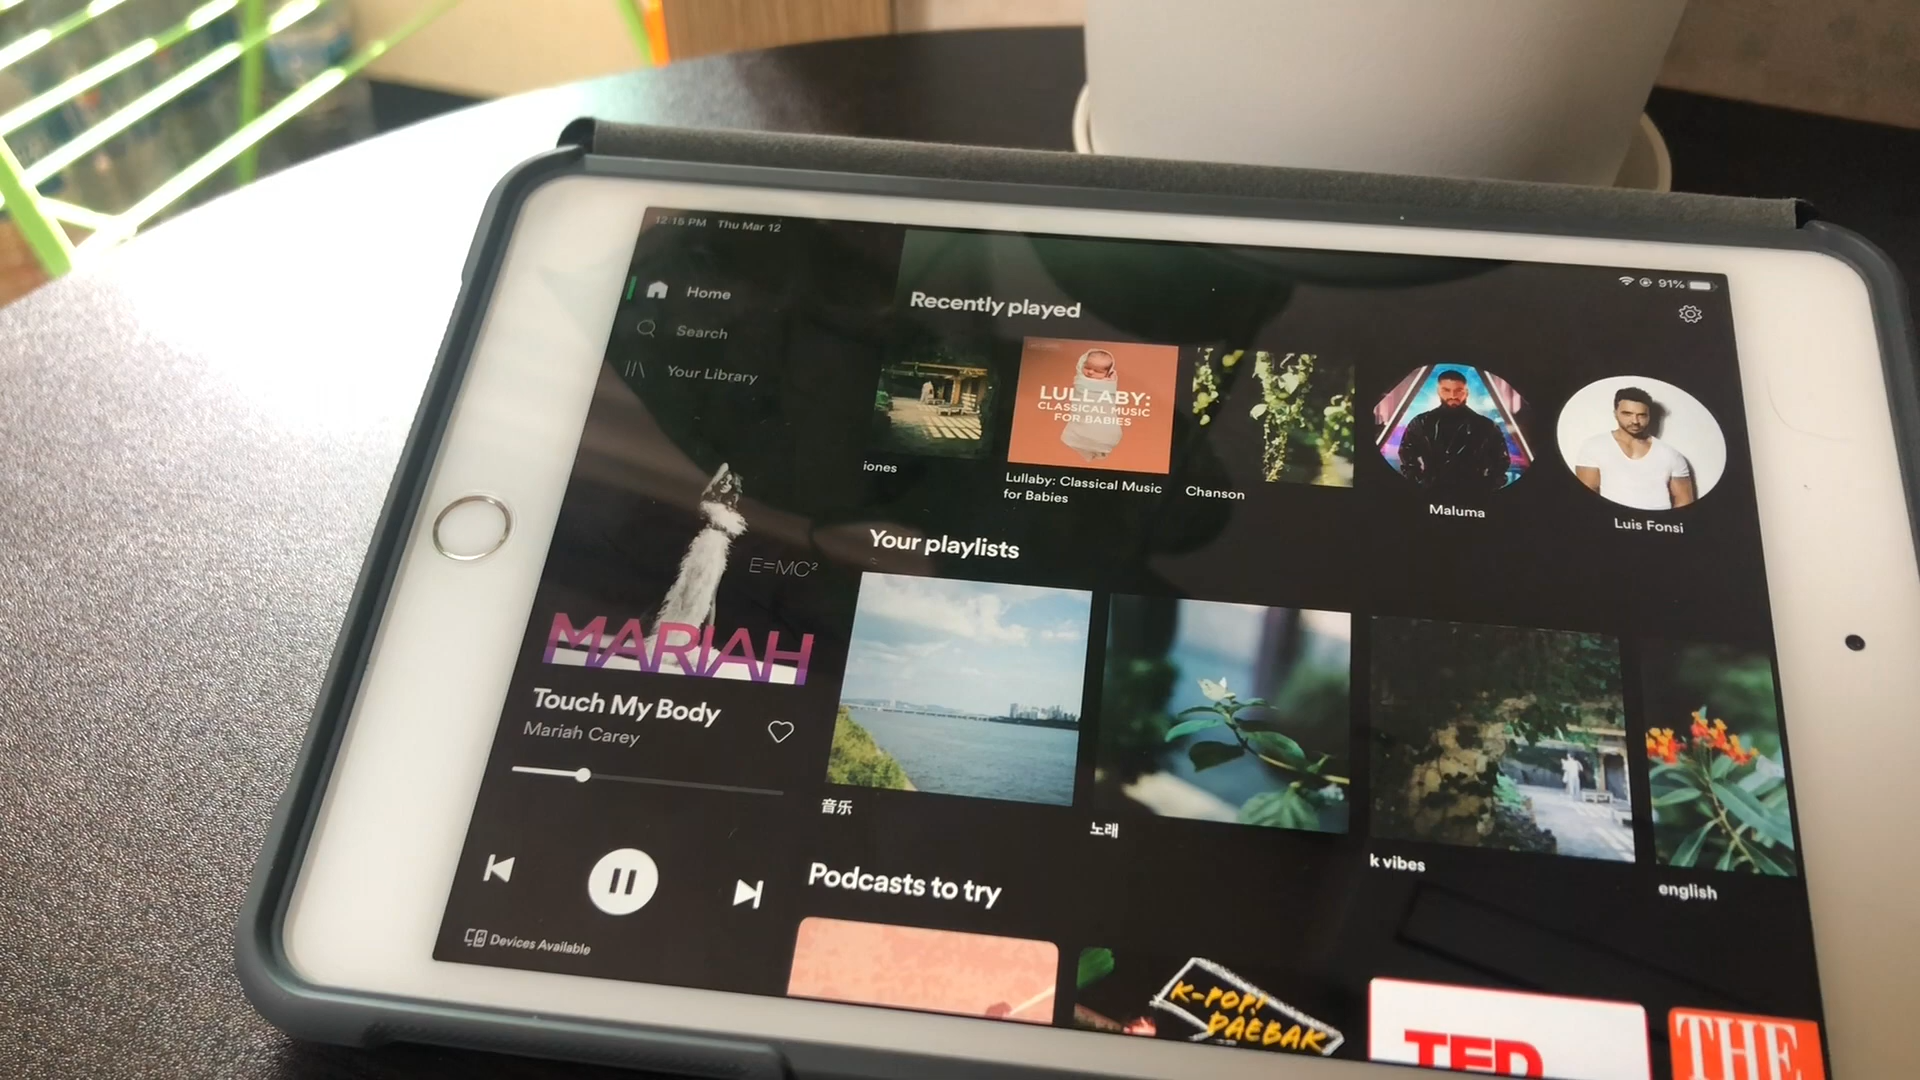 12:15 PM Thu Mar 12
91%
Home
Search
Your Library
Recently played
iones
LULLABY:
CLASSICAL MUSIC
FOR BABIES
Lullaby: Classical Music
for Babies
Chanson
Maluma
Luis Fonsi
E=MC²
MARIAH
Touch My Body
Mariah Carey
Devices Available
Your playlists
音乐
노래
k vibes
english
Podcasts to try
K-POP!
DAEBAK
TED
THE